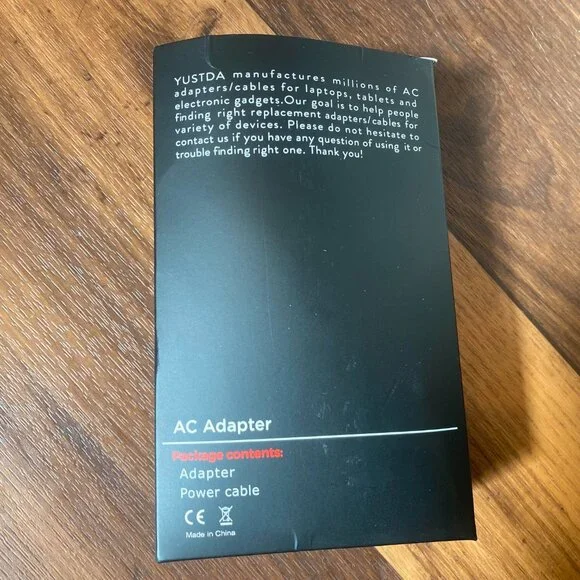 YUSTDA manufactures millions of AC
adapters/cables for laptops, tablets and
electronic gadgets.Our goal is to help people
finding right replacement adapters/cables for
variety of devices. Please do not hesitate to
contact us if you have any question of using it or
trouble finding right one. Thank you!
AC Adapter
Package contents:
Adapter
Power cable
CE
Made in China